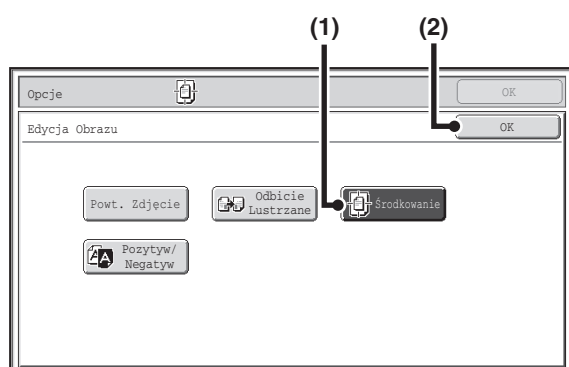 (1) (2)
Opcje OK
Edycja Obrazu OK
Powt. Zdjęcie
Odbicie
Lustrzane
Środkowanie
Pozytyw/
Negatyw